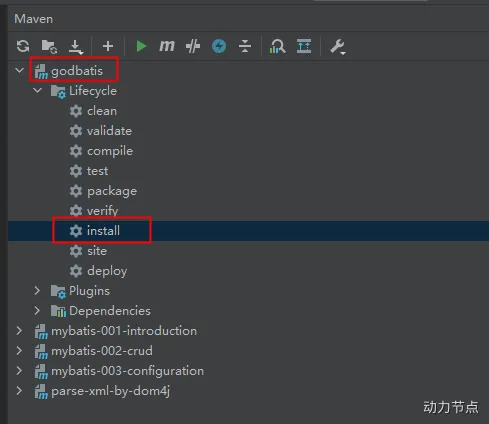 Maven
godbatis
Lifecycle
clean
validate
compile
test
package
verify
install
site
deploy
Plugins
Dependencies
mybatis-001-introduction
mybatis-002-crud
mybatis-003-configuration
parse-xml-by-dom4j
动力节点